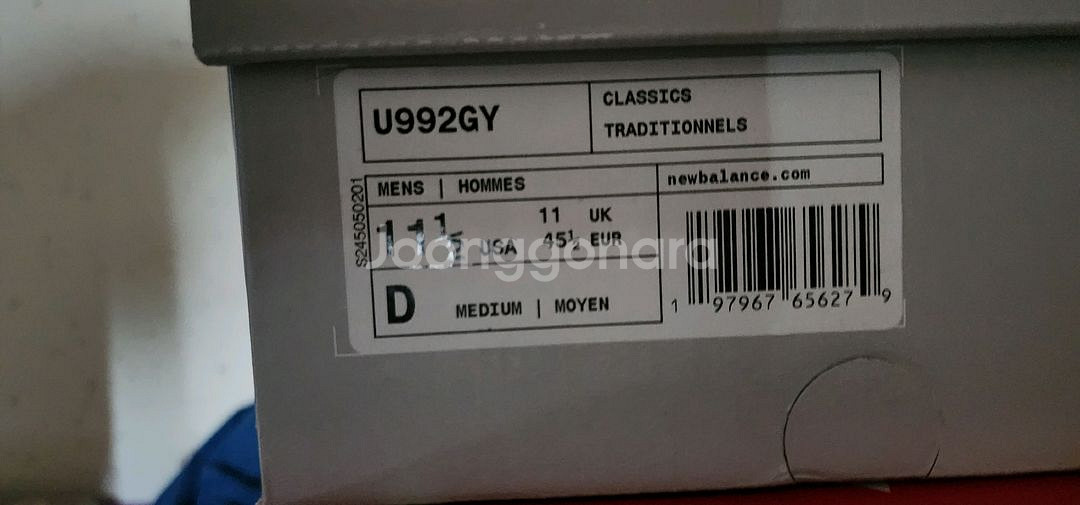 U992GY
CLASSICS
TRADITIONNELS
S245050201
MENS | HOMMES
newbalance.com
11½ USA
11 UK
45½ EUR
D MEDIUM | MOYEN
1 97967 65627 9
Joonggonara